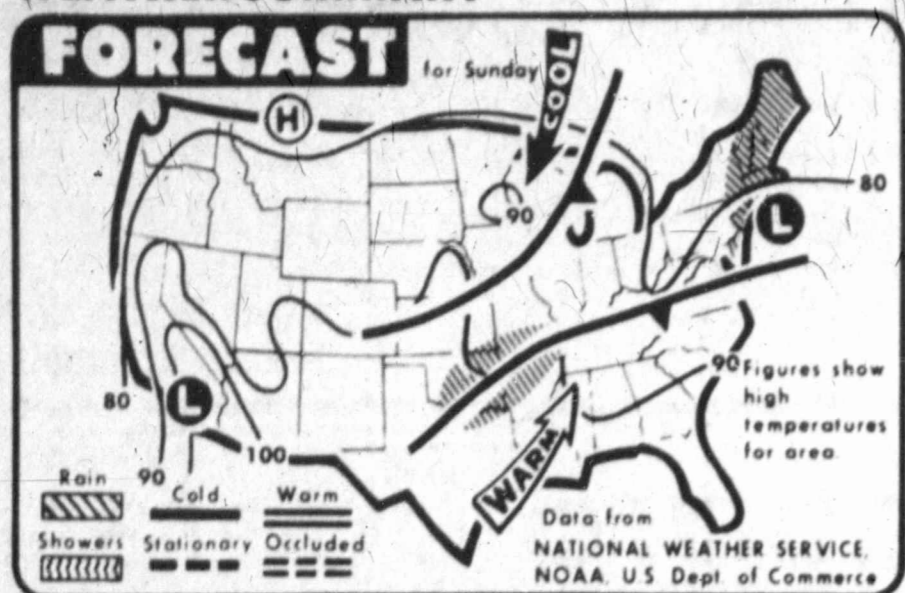 FORECAST
for Sunday
COOL
H
80
90
L
L
80
90
100
90
WARM
Figures show
high
temperatures
for area.
Rain
Cold
Warm
Showers
Stationary
Occluded
Data from
NATIONAL WEATHER SERVICE,
NOAA, U.S. Dept. of Commerce